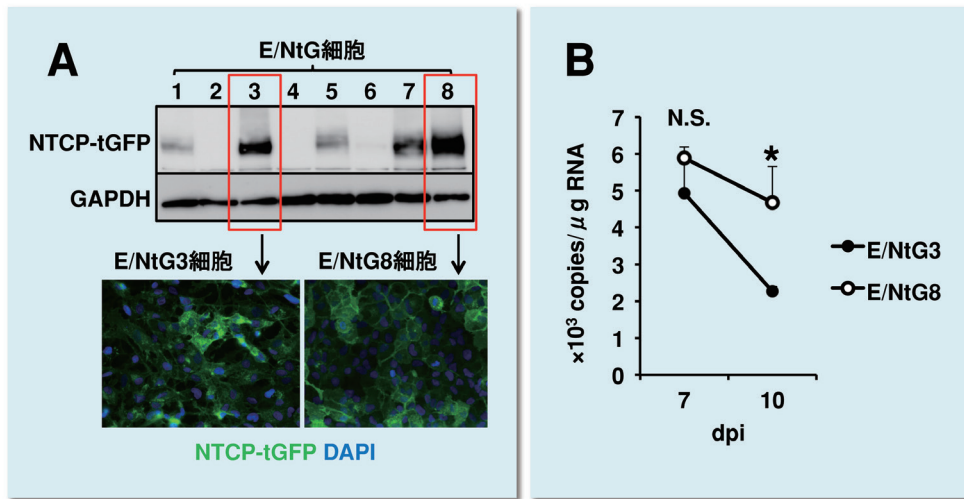 A
E/NtG細胞
1 2 3 4 5 6 7 8
NTCP-tGFP
GAPDH
E/NtG3細胞 E/NtG8細胞
NTCP-tGFP DAPI
B
×10³ copies/μg RNA
7
6
5
4
3
2
1
0
N.S.
*
E/NtG3
E/NtG8
7 10
dpi